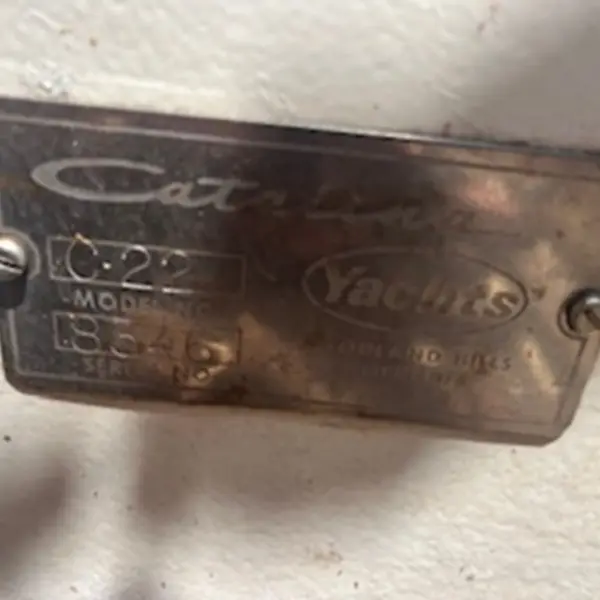 Catalina
C-22
MODEL NO.
Yachts
8546
WOODLAND HILLS
SERIAL NO.